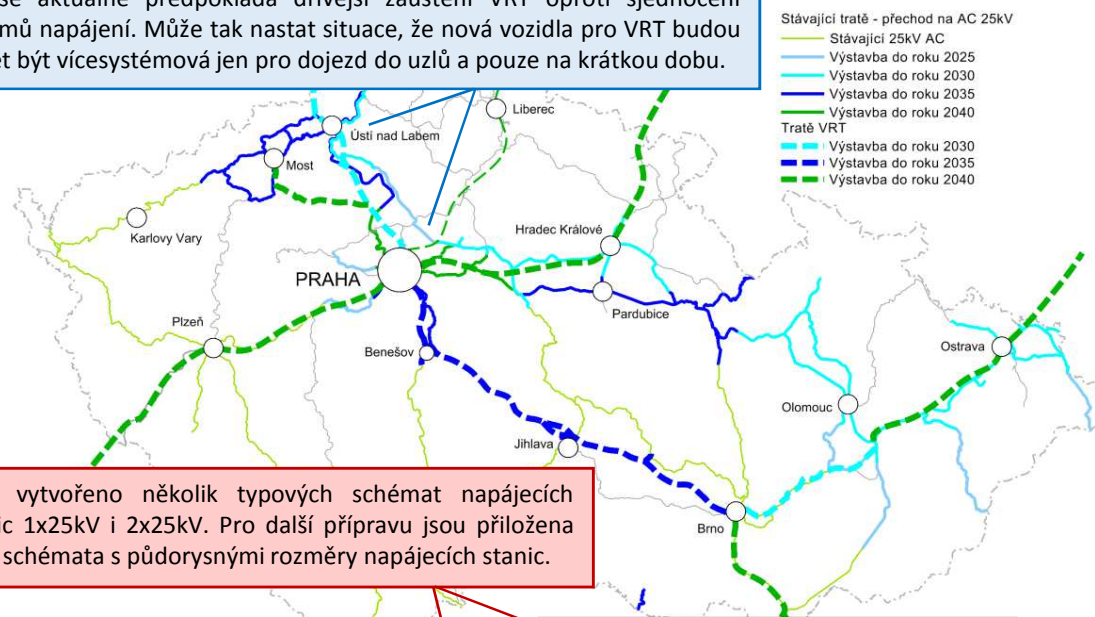 se aktuálně předpokládá dřívější zaústění VRT oproti sjednocení
mů napájení. Může tak nastat situace, že nová vozidla pro VRT budou
et být vícesystémová jen pro dojezd do uzlů a pouze na krátkou dobu.
Stávající tratě - přechod na AC 25kV
Stávající 25kV AC
Výstavba do roku 2025
Výstavba do roku 2030
Výstavba do roku 2035
Výstavba do roku 2040
Tratě VRT
Výstavba do roku 2030
Výstavba do roku 2035
Výstavba do roku 2040
Liberec
Ústí nad Labem
Most
Karlovy Vary
Hradec Králové
PRAHA
Pardubice
Plzeň
Benešov
Ostrava
Olomouc
Jihlava
Brno
vytvořeno několik typových schémat napájecích
ic 1x25kV i 2x25kV. Pro další přípravu jsou přiložena
schémata s půdorysnými rozměry napájecích stanic.